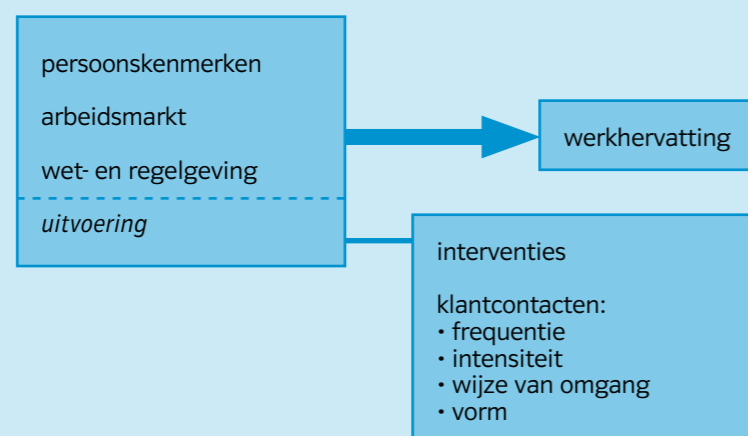 persoonskenmerken
arbeidsmarkt
wet- en regelgeving
uitvoering
werkhervatting
interventies
klantcontacten:
• frequentie
• intensiteit
• wijze van omgang
• vorm